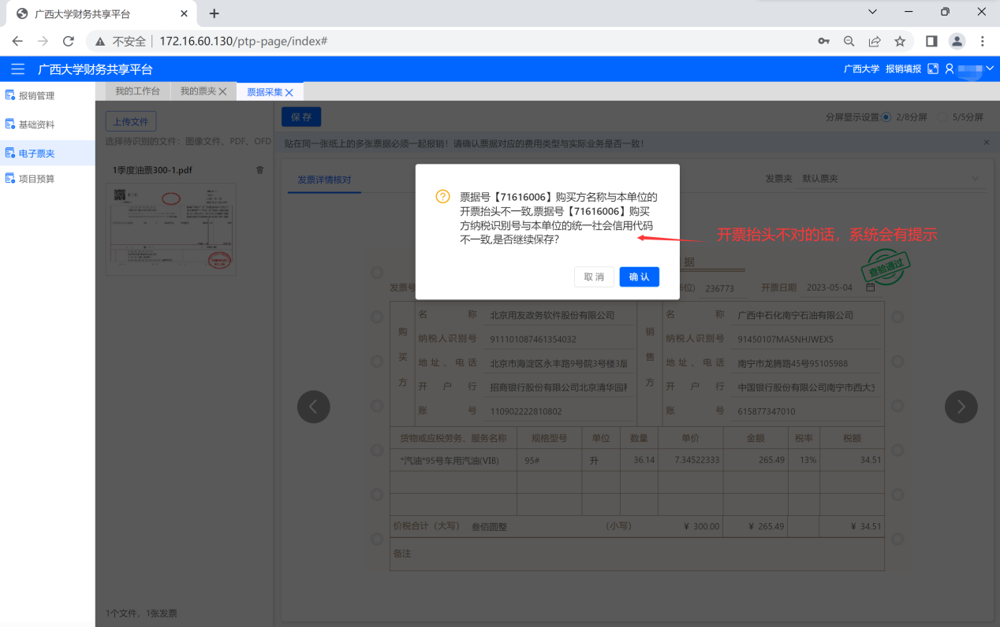 广西大学财务共享平台
不安全 172.16.60.130/ptp-page/index#
广西大学财务共享平台
广西大学 报销填报
报销管理
基础资料
电子票夹
项目预算
我的工作台 我的票夹 票据采集
上传文件
选择待识别的文件：图像文件、PDF、OFD
1季度油票300-1.pdf
1个文件，1张发票
保存
分屏显示设置: 2/8分屏 5/5分屏
贴在同一张纸上的多张票据必须一起报销！请确认票据对应的费用类型与实际业务是否一致！
发票详情核对
发票夹 默认票夹
票据号【71616006】购买方名称与本单位的
开票抬头不一致,票据号【71616006】购买
方纳税识别号与本单位的统一社会信用代码
不一致,是否继续保存?
取消 确认
开票抬头不对的话，系统会有提示
据
查验通过
发票号 位) 236773 开票日期 2023-05-04
购买方
名称 北京用友政务软件股份有限公司
纳税人识别号 911101087461354032
地址、电话 北京市海淀区永丰路9号院3号楼3层
开户行 招商银行股份有限公司北京清华园
账号 110902222810802
销售方
名称 广西中石化南宁石油有限公司
纳税人识别号 91450107MA5NHJWEX5
地址、电话 南宁市龙腾路45号95105988
开户行 中国银行股份有限公司南宁市西大
账号 615877347010
货物或应税劳务、服务名称 规格型号 单位 数量 单价 金额 税率 税额
*汽油*95号车用汽油(VIB) 95# 升 36.14 7.34522333 265.49 13% 34.51
价税合计（大写） 叁佰圆整 （小写） ¥ 300.00 ¥ 265.49 ¥ 34.51
备注